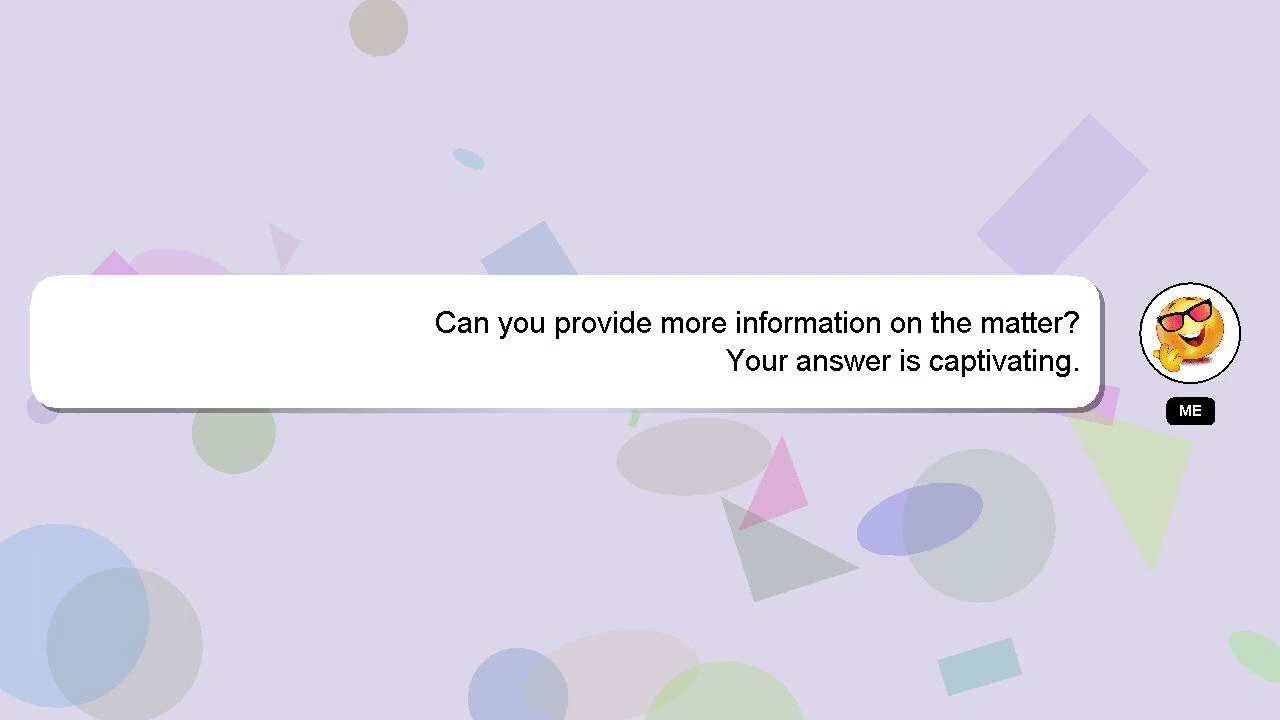 Can you provide more information on the matter?
Your answer is captivating.
ME